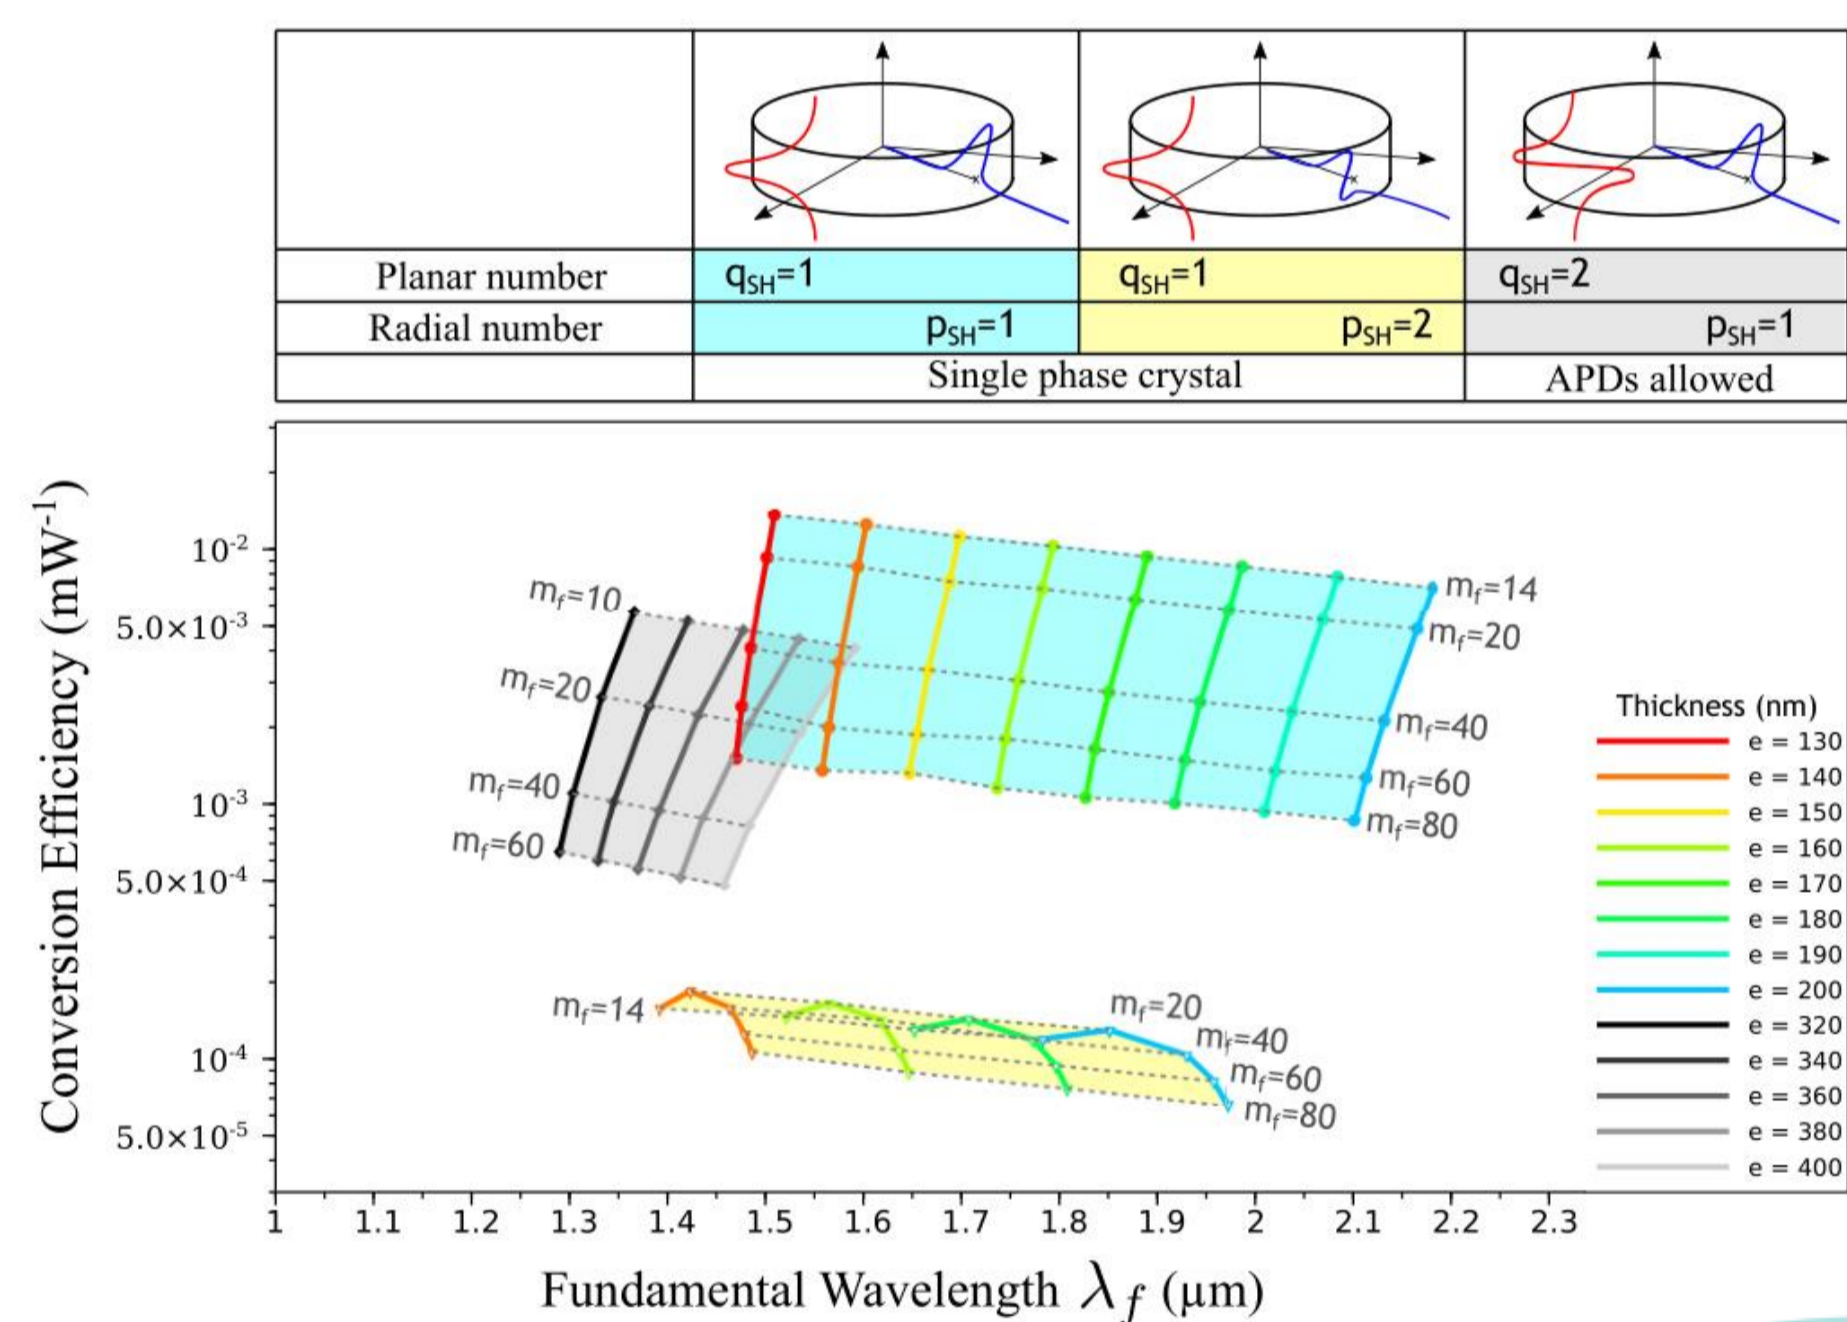 Planar number q_SH=1 q_SH=1 q_SH=2
Radial number p_SH=1 p_SH=2 p_SH=1
Single phase crystal APDs allowed
Conversion Efficiency (mW⁻¹)
10⁻²
5.0×10⁻³
10⁻³
5.0×10⁻⁴
10⁻⁴
5.0×10⁻⁵
m_f=10
m_f=20
m_f=40
m_f=60
m_f=14
m_f=20
m_f=40
m_f=60
m_f=80
m_f=14
m_f=20
m_f=40
m_f=60
m_f=80
Thickness (nm)
e = 130
e = 140
e = 150
e = 160
e = 170
e = 180
e = 190
e = 200
e = 320
e = 340
e = 360
e = 380
e = 400
1 1.1 1.2 1.3 1.4 1.5 1.6 1.7 1.8 1.9 2 2.1 2.2 2.3
Fundamental Wavelength λ_f (µm)